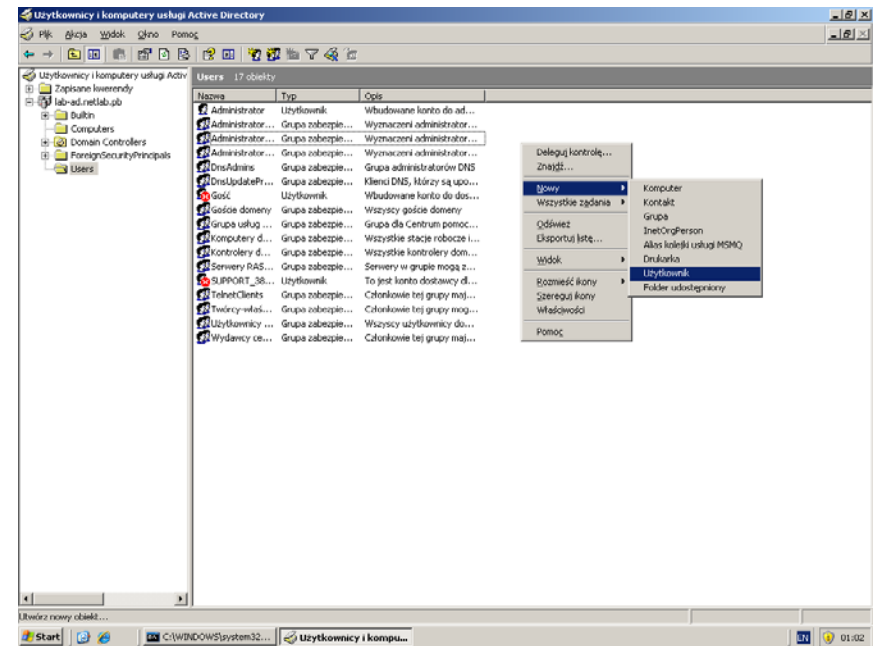 Użytkownicy i komputery usługi Active Directory
Plik Akcja Widok Okno Pomoc
Użytkownicy i komputery usługi Activ
Zapisane kwerendy
lab-ad.netlab.pb
Builtin
Computers
Domain Controllers
ForeignSecurityPrincipals
Users
Users 17 obiekty
Nazwa Typ Opis
Administrator Użytkownik Wbudowane konto do ad...
Administrator... Grupa zabezpie... Wyznaczeni administrator...
Administrator... Grupa zabezpie... Wyznaczeni administrator...
Administrator... Grupa zabezpie... Wyznaczeni administrator...
DnsAdmins Grupa zabezpie... Grupa administratorów DNS
DnsUpdatePr... Grupa zabezpie... Klienci DNS, którzy są upo...
Gość Użytkownik Wbudowane konto do dos...
Goście domeny Grupa zabezpie... Wszyscy goście domeny
Grupa usług ... Grupa zabezpie... Grupa dla Centrum pomoc...
Komputery d... Grupa zabezpie... Wszystkie stacje robocze i...
Kontrolery d... Grupa zabezpie... Wszystkie kontrolery dom...
Serwery RAS... Grupa zabezpie... Serwery w grupie mogą z...
SUPPORT_38... Użytkownik To jest konto dostawcy dl...
TelnetClients Grupa zabezpie... Członkowie tej grupy maj...
Twórcy-właś... Grupa zabezpie... Członkowie tej grupy mog...
Użytkownicy ... Grupa zabezpie... Wszyscy użytkownicy do...
Wydawcy ce... Grupa zabezpie... Członkowie tej grupy maj...
Deleguj kontrolę...
Znajdź...
Nowy
Wszystkie zadania
Odśwież
Eksportuj listę...
Widok
Rozmieść ikony
Szereguj ikony
Właściwości
Pomoc
Komputer
Kontakt
Grupa
InetOrgPerson
Alias kolejki usługi MSMQ
Drukarka
Użytkownik
Folder udostępniony
Utwórz nowy obiekt...
Start C:\WINDOWS\system32... Użytkownicy i kompu... EN 01:02